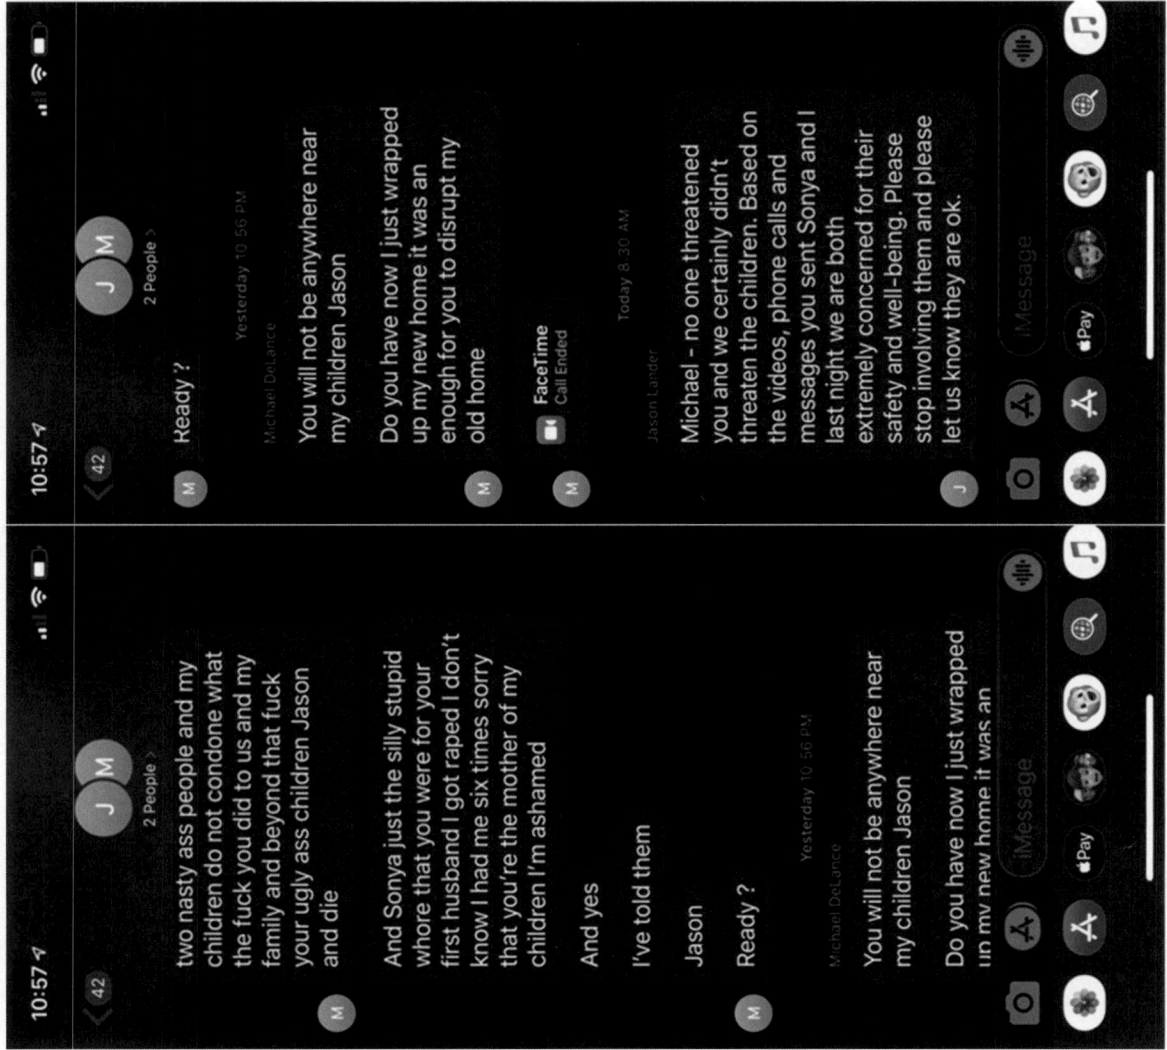 10:57
42
J M
2 People >
two nasty ass people and my
children do not condone what
the fuck you did to us and my
family and beyond that fuck
your ugly ass children Jason
and die
M
And Sonya just the silly stupid
whore that you were for your
first husband I got raped I don't
know I had me six times sorry
that you're the mother of my
children I'm ashamed
And yes
I've told them
Jason
Ready ?
M
Yesterday 10 56 PM
Michael DeLance
You will not be anywhere near
my children Jason
Do you have now I just wrapped
up my new home it was an
iMessage
Pay
10:57
42
J M
2 People >
Ready ?
M
Yesterday 10 56 PM
Michael DeLance
You will not be anywhere near
my children Jason
Do you have now I just wrapped
up my new home it was an
enough for you to disrupt my
old home
M
FaceTime
Call Ended
M
Today 8 30 AM
Jason Lander
Michael - no one threatened
you and we certainly didn't
threaten the children. Based on
the videos, phone calls and
messages you sent Sonya and I
last night we are both
extremely concerned for their
safety and well-being. Please
stop involving them and please
let us know they are ok.
J
iMessage
Pay